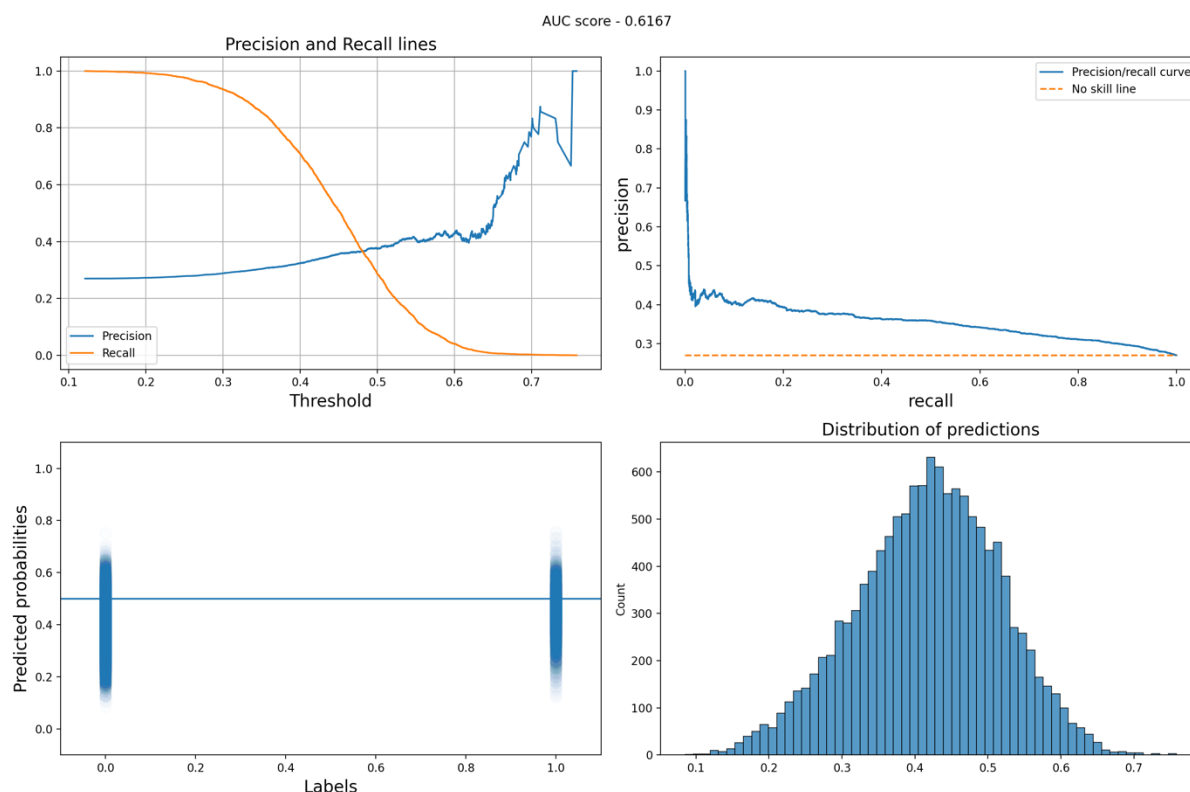 AUC score - 0.6167
Precision and Recall lines
1.0
0.8
0.6
0.4
0.2
0.0
Precision
Recall
0.1 0.2 0.3 0.4 0.5 0.6 0.7
Threshold
precision
1.0
0.9
0.8
0.7
0.6
0.5
0.4
0.3
Precision/recall curve
No skill line
0.0 0.2 0.4 0.6 0.8 1.0
recall
Predicted probabilities
1.0
0.8
0.6
0.4
0.2
0.0
0.0 0.2 0.4 0.6 0.8 1.0
Labels
Distribution of predictions
Count
600
500
400
300
200
100
0
0.1 0.2 0.3 0.4 0.5 0.6 0.7